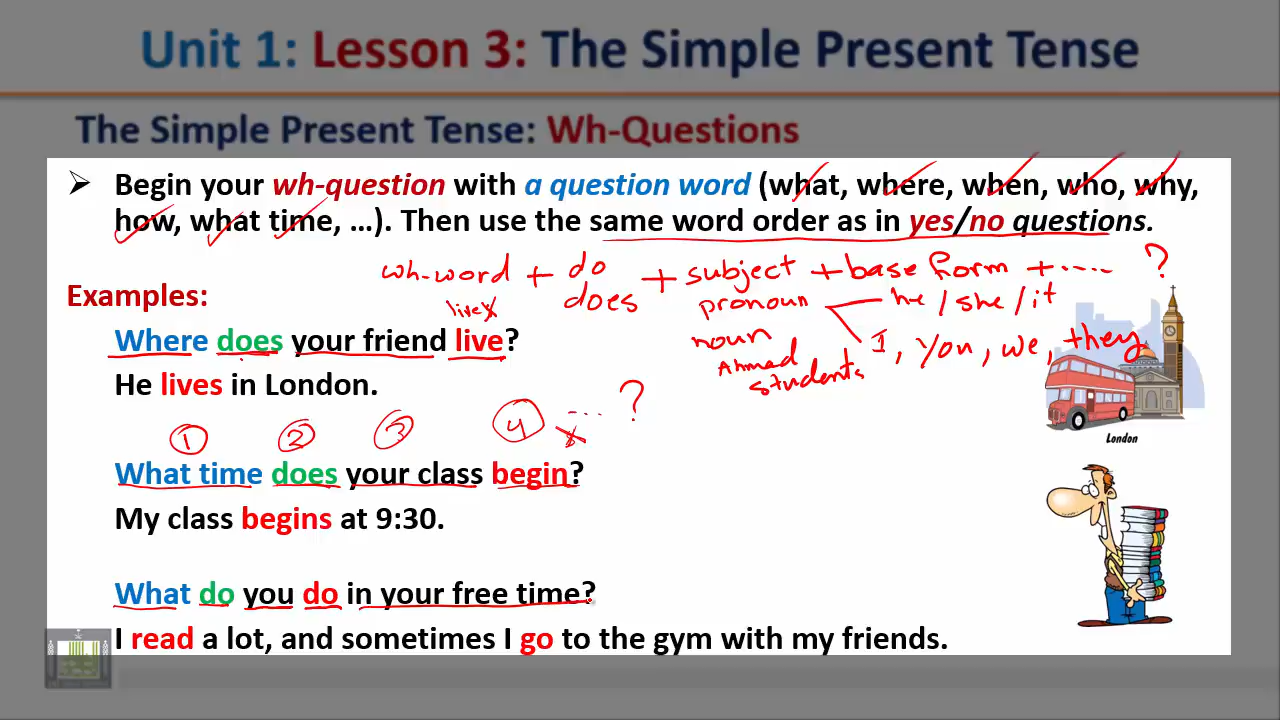 Unit 1: Lesson 3: The Simple Present Tense
The Simple Present Tense: Wh-Questions
➢ Begin your wh-question with a question word (what, where, when, who, why,
how, what time, ...). Then use the same word order as in yes/no questions.
wh-word + do + subject + base form + .... ?
does
pronoun he / she / it
Examples:
live x
noun I, you, we, they
Ahmed
students
Where does your friend live?
He lives in London.
London
1 2 3 4 ... ?
x
What time does your class begin?
My class begins at 9:30.
What do you do in your free time?
I read a lot, and sometimes I go to the gym with my friends.